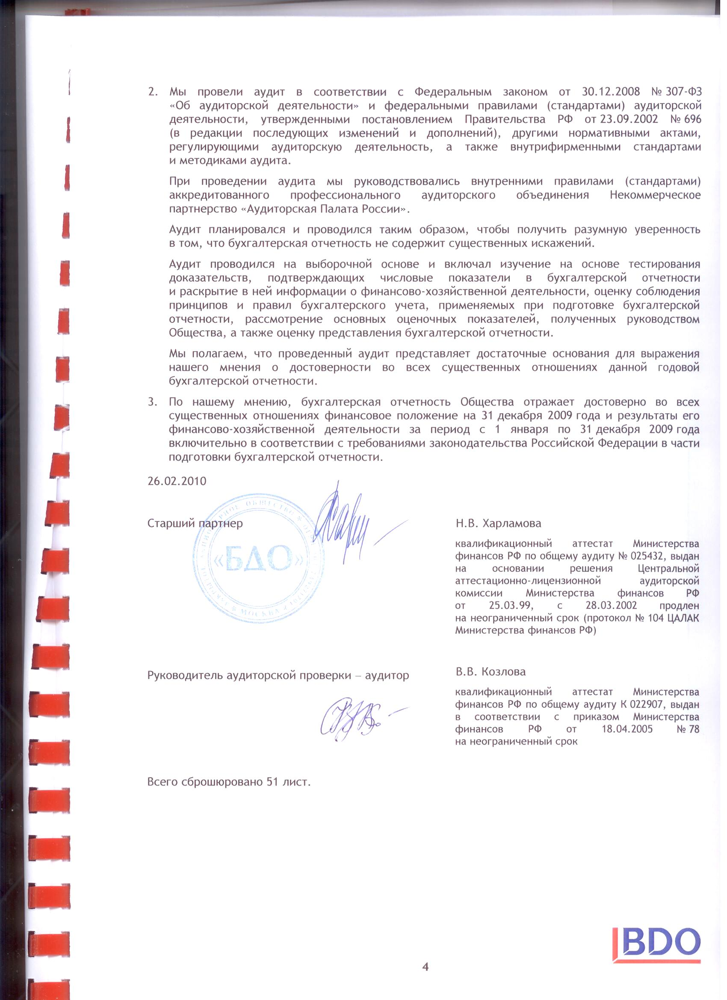 2. Мы провели аудит в соответствии с Федеральным законом от 30.12.2008 № 307-ФЗ
«Об аудиторской деятельности» и федеральными правилами (стандартами) аудиторской
деятельности, утвержденными постановлением Правительства РФ от 23.09.2002 № 696
(в редакции последующих изменений и дополнений), другими нормативными актами,
регулирующими аудиторскую деятельность, а также внутрифирменными стандартами
и методиками аудита.
При проведении аудита мы руководствовались внутренними правилами (стандартами)
аккредитованного профессионального аудиторского объединения Некоммерческое
партнерство «Аудиторская Палата России».
Аудит планировался и проводился таким образом, чтобы получить разумную уверенность
в том, что бухгалтерская отчетность не содержит существенных искажений.
Аудит проводился на выборочной основе и включал изучение на основе тестирования
доказательств, подтверждающих числовые показатели в бухгалтерской отчетности
и раскрытие в ней информации о финансово-хозяйственной деятельности, оценку соблюдения
принципов и правил бухгалтерского учета, применяемых при подготовке бухгалтерской
отчетности, рассмотрение основных оценочных показателей, полученных руководством
Общества, а также оценку представления бухгалтерской отчетности.
Мы полагаем, что проведенный аудит представляет достаточные основания для выражения
нашего мнения о достоверности во всех существенных отношениях данной годовой
бухгалтерской отчетности.
3. По нашему мнению, бухгалтерская отчетность Общества отражает достоверно во всех
существенных отношениях финансовое положение на 31 декабря 2009 года и результаты его
финансово-хозяйственной деятельности за период с 1 января по 31 декабря 2009 года
включительно в соответствии с требованиями законодательства Российской Федерации в части
подготовки бухгалтерской отчетности.
26.02.2010
Старший партнер
ОБЩЕСТВО
«БДО»
МОСКВА
Н.В. Харламова
квалификационный аттестат Министерства
финансов РФ по общему аудиту № 025432, выдан
на основании решения Центральной
аттестационно-лицензионной аудиторской
комиссии Министерства финансов РФ
от 25.03.99, с 28.03.2002 продлен
на неограниченный срок (протокол № 104 ЦАЛАК
Министерства финансов РФ)
Руководитель аудиторской проверки – аудитор
В.В. Козлова
квалификационный аттестат Министерства
финансов РФ по общему аудиту К 022907, выдан
в соответствии с приказом Министерства
финансов РФ от 18.04.2005 № 78
на неограниченный срок
Всего сброшюровано 51 лист.
BDO
4